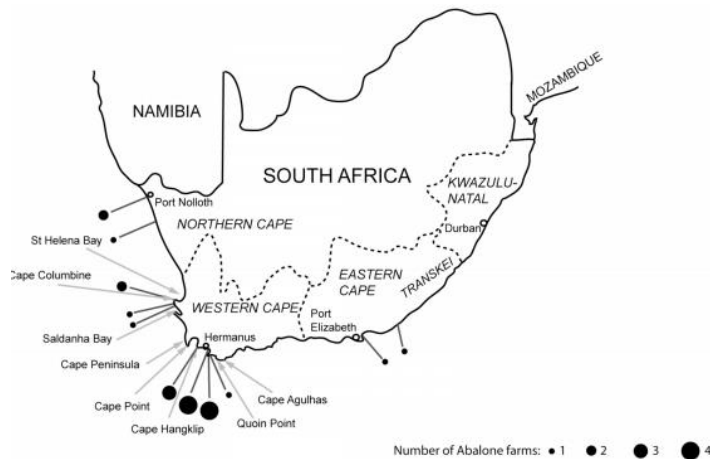 MOZAMBIQUE
NAMIBIA
SOUTH AFRICA
KWAZULU-
NATAL
Port Nolloth
NORTHERN CAPE
Durban
St Helena Bay
EASTERN
CAPE
TRANSKEI
Cape Columbine
WESTERN CAPE
Port
Elizabeth
Saldanha Bay
Hermanus
Cape Peninsula
Cape Agulhas
Cape Point
Quoin Point
Cape Hangklip
Number of Abalone farms: 1 2 3 4